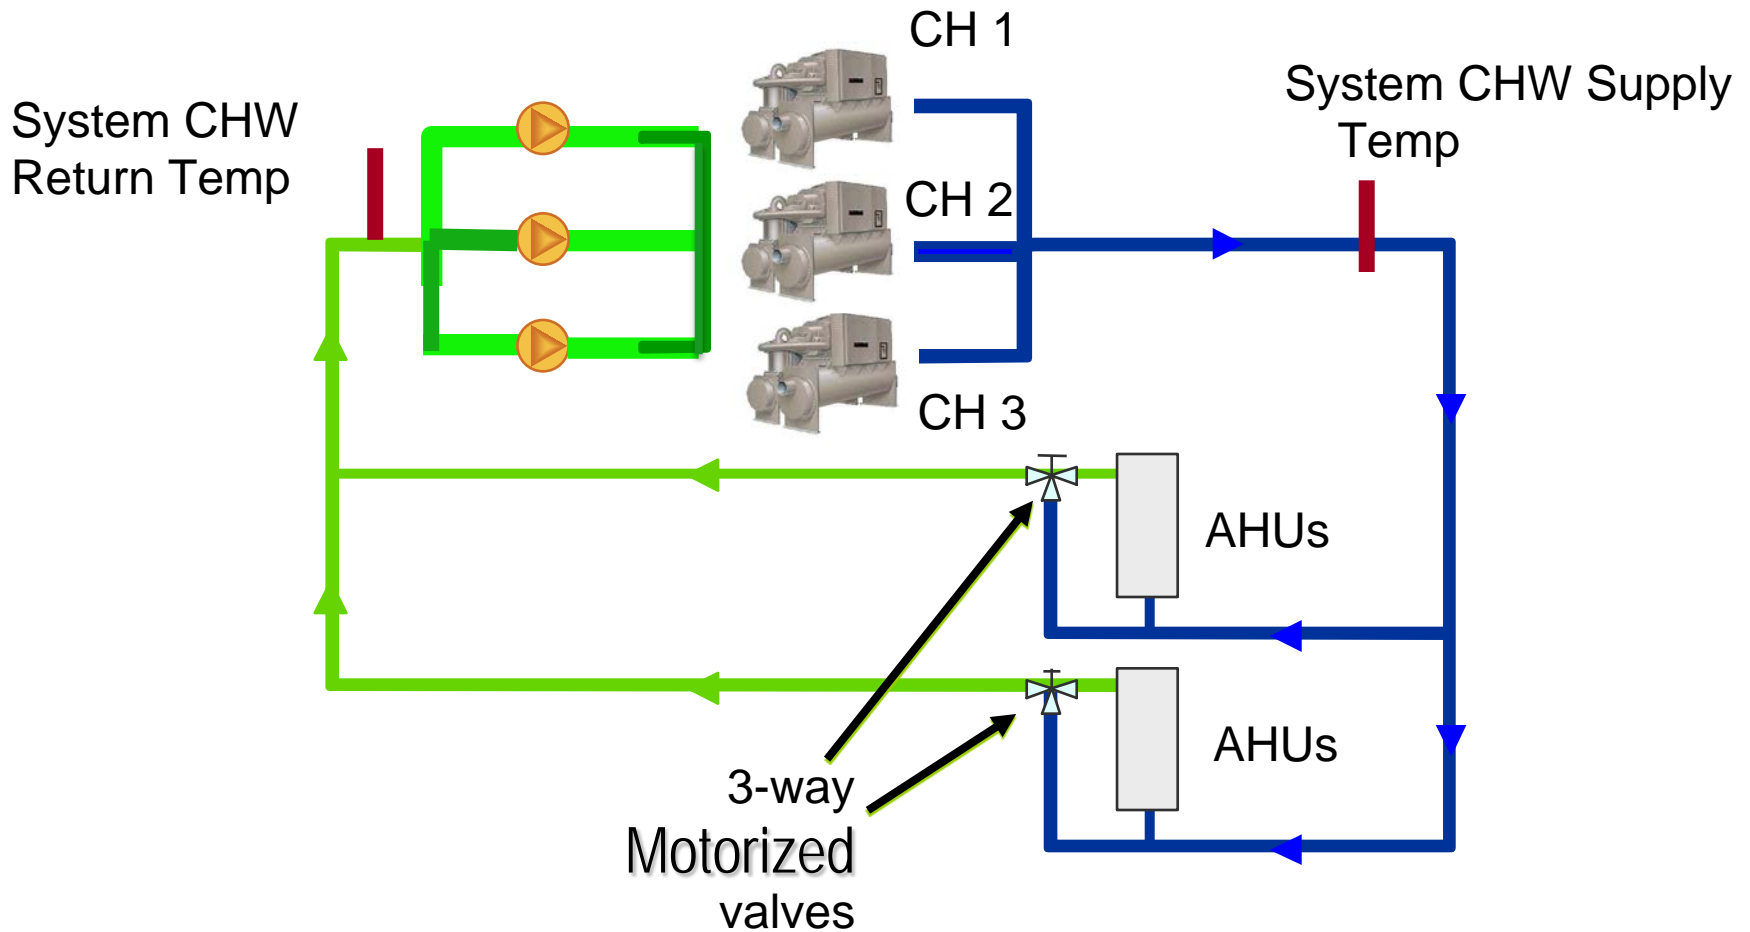 CH 1
System CHW Supply
Temp
System CHW
Return Temp
CH 2
CH 3
AHUs
AHUs
3-way
Motorized
valves